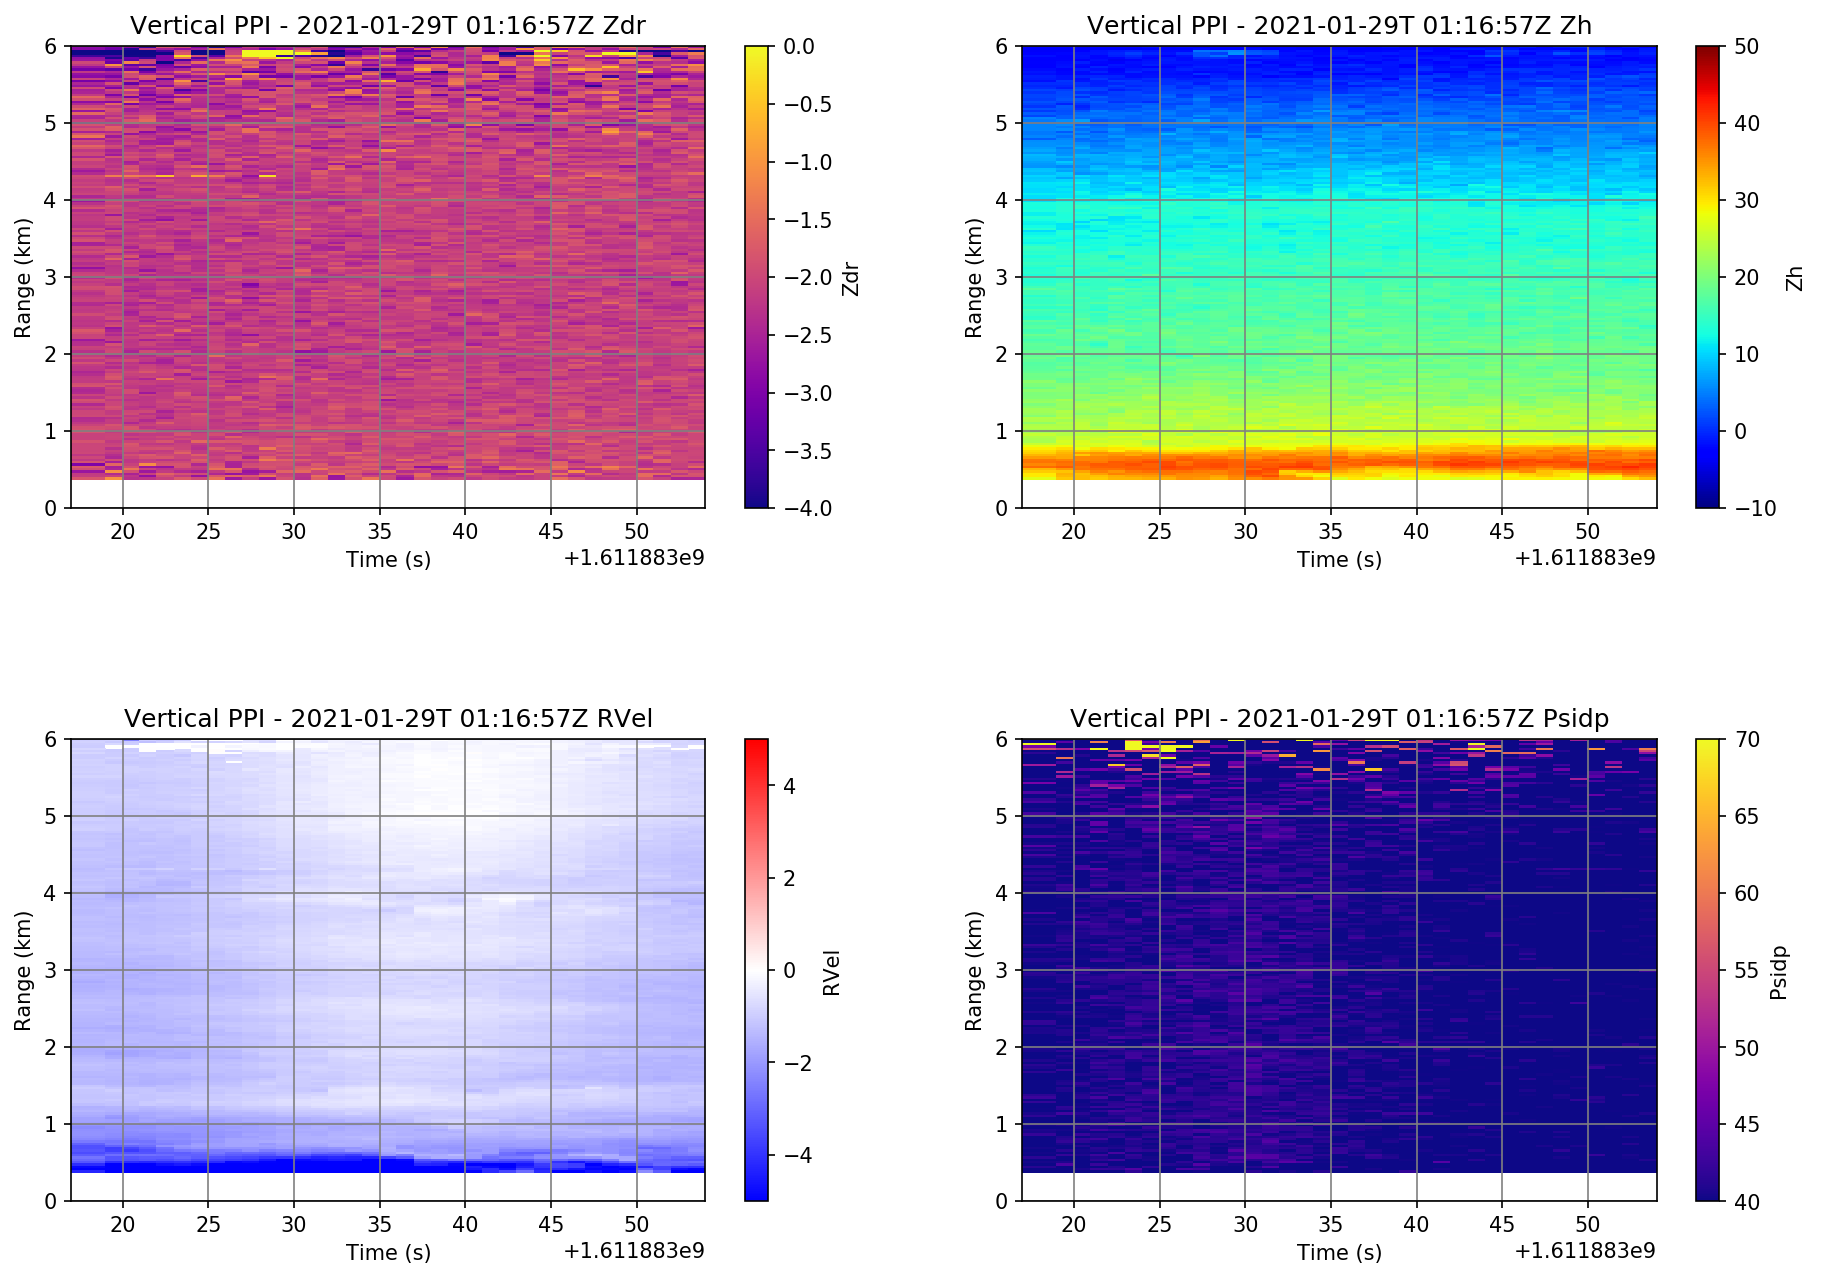 Vertical PPI - 2021-01-29T 01:16:57Z Zdr
6
5
4
3
2
1
0
Range (km)
20 25 30 35 40 45 50
Time (s)
+1.611883e9
0.0
−0.5
−1.0
−1.5
−2.0
−2.5
−3.0
−3.5
−4.0
Zdr
Vertical PPI - 2021-01-29T 01:16:57Z Zh
6
5
4
3
2
1
0
Range (km)
20 25 30 35 40 45 50
Time (s)
+1.611883e9
50
40
30
20
10
0
−10
Zh
Vertical PPI - 2021-01-29T 01:16:57Z RVel
6
5
4
3
2
1
0
Range (km)
20 25 30 35 40 45 50
Time (s)
+1.611883e9
4
2
0
−2
−4
RVel
Vertical PPI - 2021-01-29T 01:16:57Z Psidp
6
5
4
3
2
1
0
Range (km)
20 25 30 35 40 45 50
Time (s)
+1.611883e9
70
65
60
55
50
45
40
Psidp